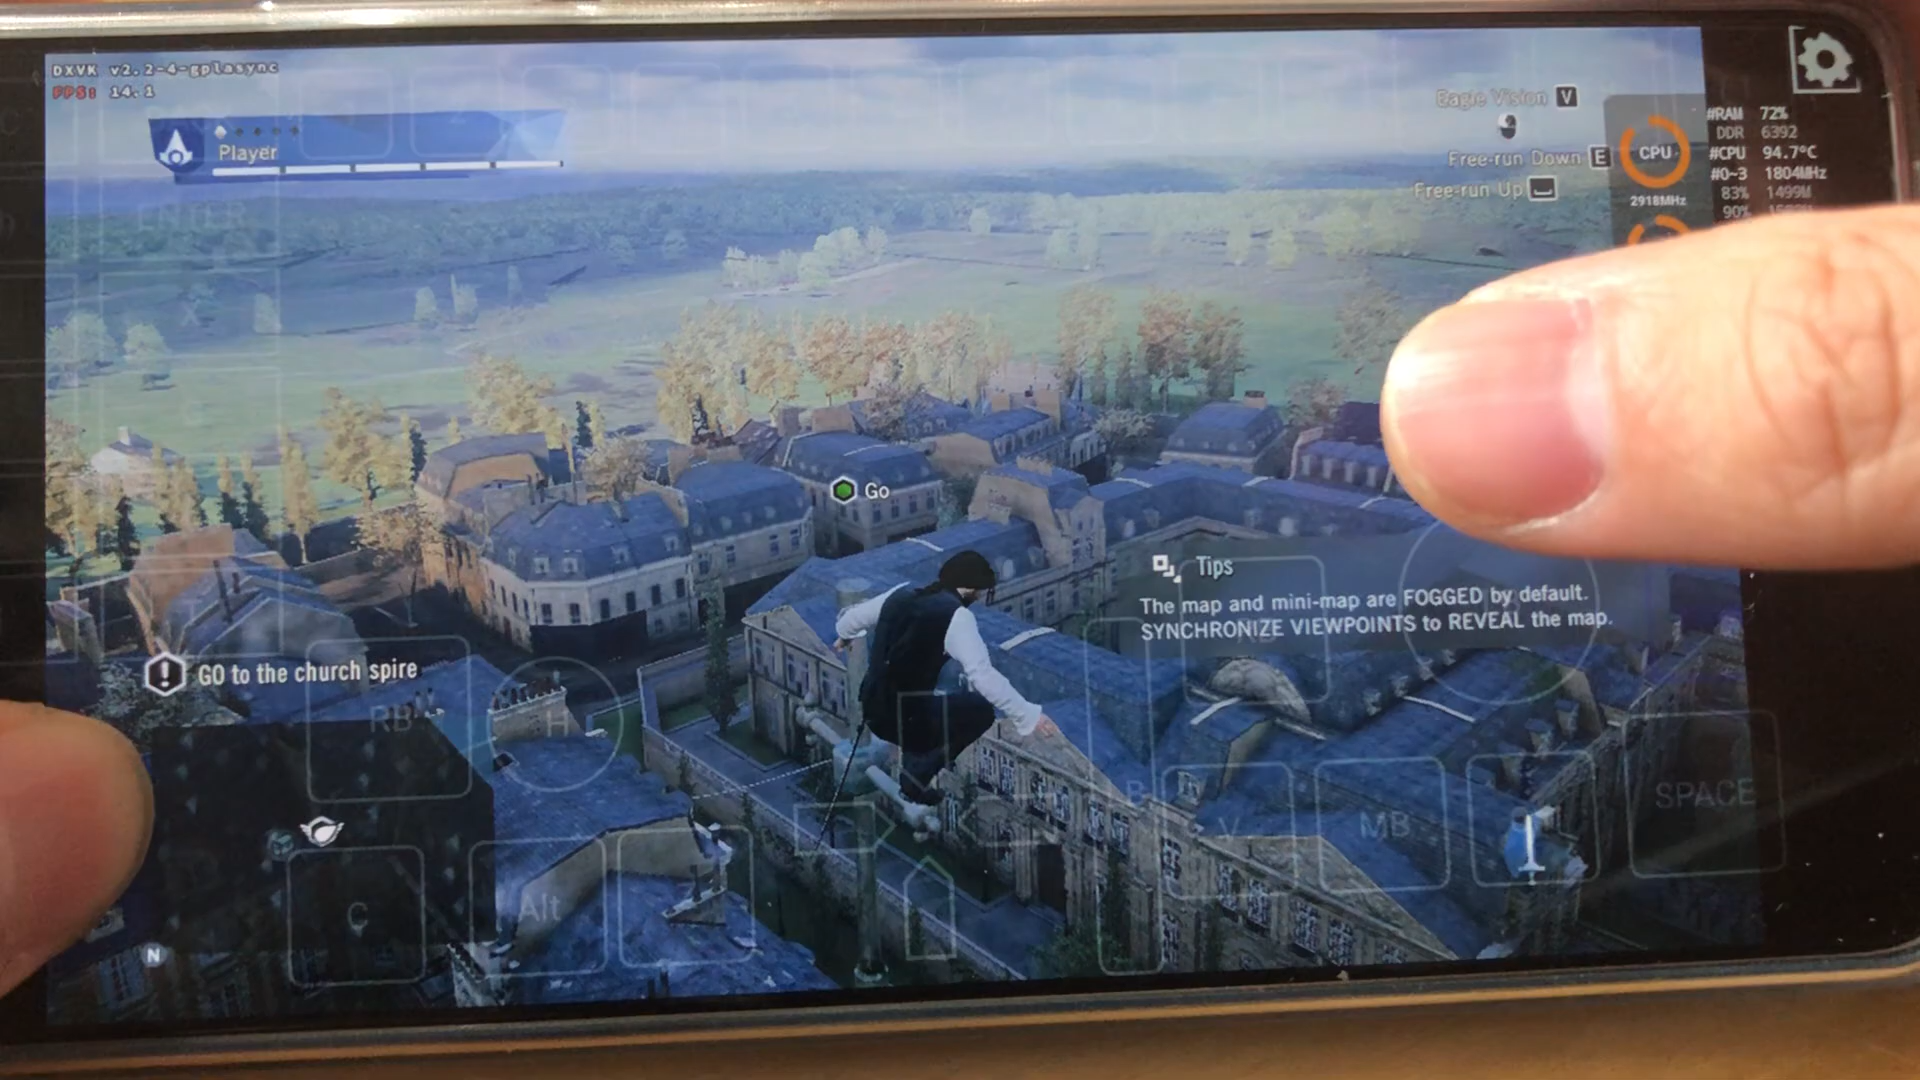 DXVK v2.2-4-gplasync
FPS: 14.1
Player
Eagle Vision V
Free-run Down E
Free-run Up
CPU
2918MHz
#RAM 72%
DDR 6392
#CPU 94.7°C
#0~3 1804MHz
83% 1499M
90%
ENTER
Go
Tips
The map and mini-map are FOGGED by default.
SYNCHRONIZE VIEWPOINTS to REVEAL the map.
GO to the church spire
RB
H
V
MB
SPACE
C
Alt
N